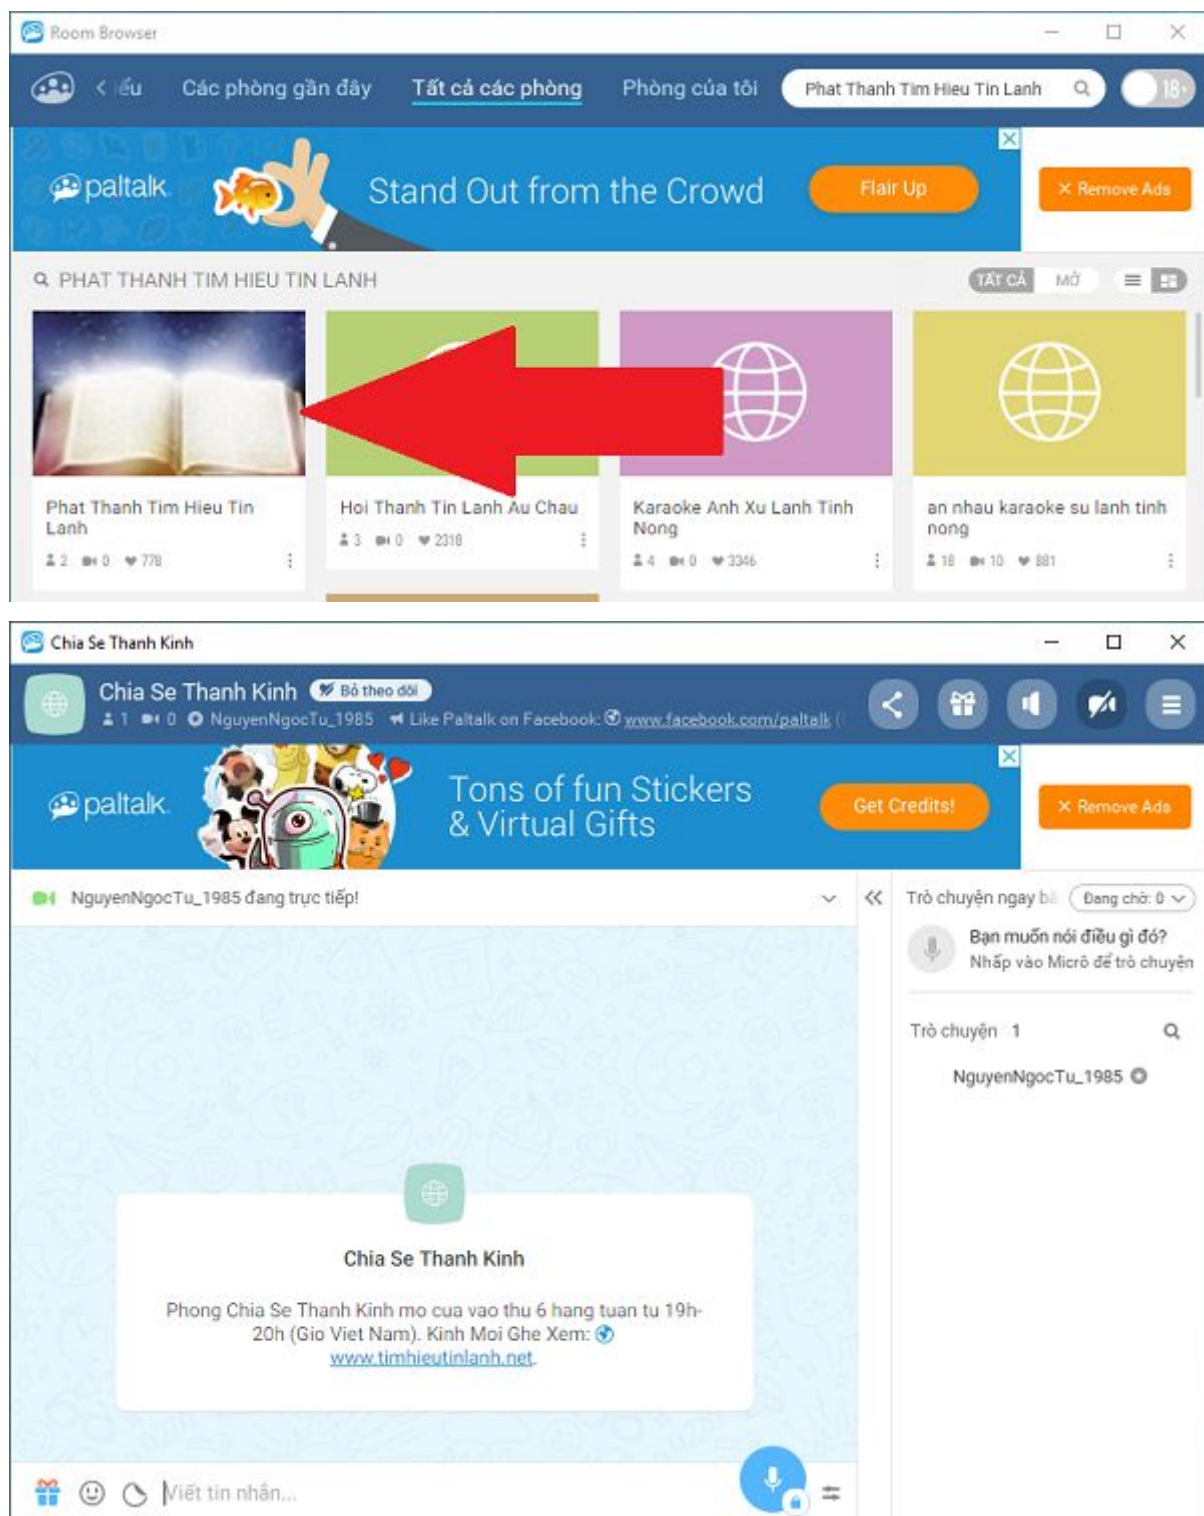 Room Browser
Các phòng gần đây Tất cả các phòng Phòng của tôi Phat Thanh Tim Hieu Tin Lanh 18+
paltalk Stand Out from the Crowd Flair Up × Remove Ads
PHAT THANH TIM HIEU TIN LANH TẤT CẢ MỞ
Phat Thanh Tim Hieu Tin Lanh
2 0 778
Hoi Thanh Tin Lanh Au Chau
3 0 2318
Karaoke Anh Xu Lanh Tinh Nong
4 0 3346
an nhau karaoke su lanh tinh nong
18 10 881
Chia Se Thanh Kinh
Chia Se Thanh Kinh Bỏ theo dõi
1 0 NguyenNgocTu_1985 Like Paltalk on Facebook: www.facebook.com/paltalk
paltalk Tons of fun Stickers
& Virtual Gifts
Get Credits! × Remove Ads
NguyenNgocTu_1985 đang trực tiếp!
Trò chuyện ngay Đang chờ: 0
Bạn muốn nói điều gì đó?
Nhấp vào Micrô để trò chuyện
Trò chuyện 1
NguyenNgocTu_1985
Chia Se Thanh Kinh
Phong Chia Se Thanh Kinh mo cua vao thu 6 hang tuan tu 19h-
20h (Gio Viet Nam). Kinh Moi Ghe Xem:
www.timhieutinlanh.net.
Viết tin nhắn...